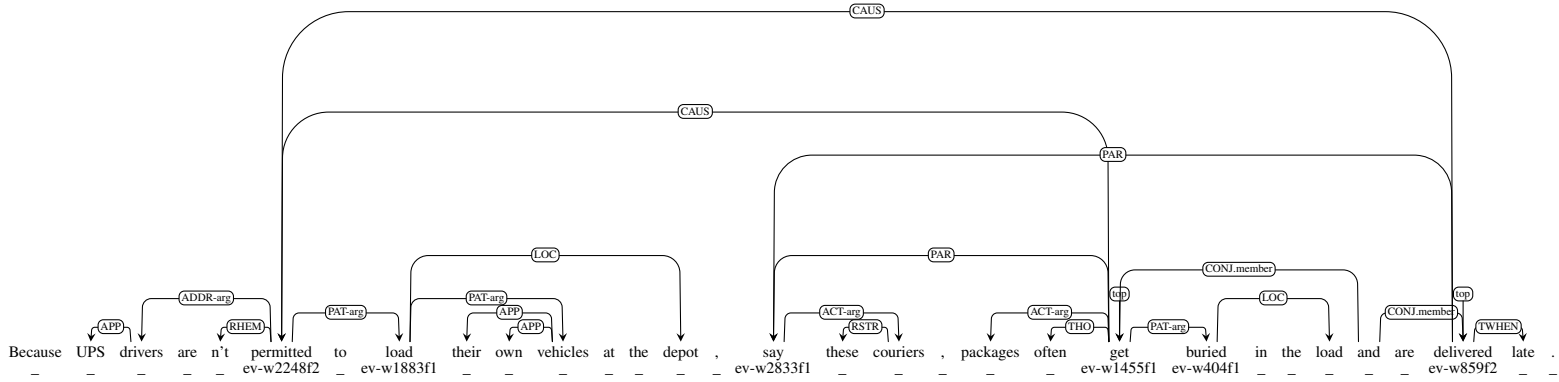 CAUS
CAUS
PAR
LOC PAR
CONJ.member
ADDR-arg PAT-arg top LOC top
PAT-arg APP ACT-arg ACT-arg CONJ.member
APP RHEM APP RSTR THO PAT-arg TWHEN
Because UPS drivers are n't permitted to load their own vehicles at the depot , say these couriers , packages often get buried in the load and are delivered late .
_ _ _ _ _ ev-w2248f2 _ ev-w1883f1 _ _ _ _ _ _ _ ev-w2833f1 _ _ _ _ _ ev-w1455f1 ev-w404f1 _ _ _ _ _ ev-w859f2 _ _